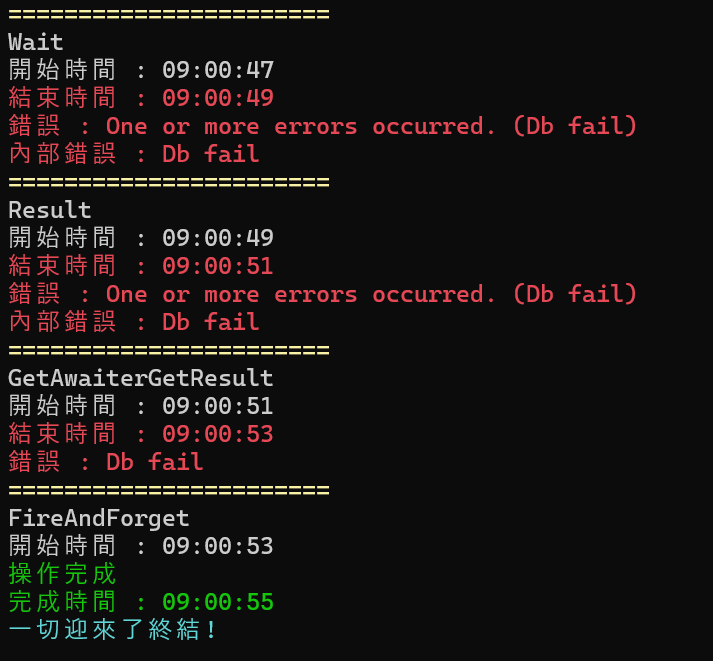 =======================
Wait
開始時間 : 09:00:47
結束時間 : 09:00:49
錯誤 : One or more errors occurred. (Db fail)
內部錯誤 : Db fail
=======================
Result
開始時間 : 09:00:49
結束時間 : 09:00:51
錯誤 : One or more errors occurred. (Db fail)
內部錯誤 : Db fail
=======================
GetAwaiterGetResult
開始時間 : 09:00:51
結束時間 : 09:00:53
錯誤 : Db fail
=======================
FireAndForget
開始時間 : 09:00:53
操作完成
完成時間 : 09:00:55
一切迎來了終結!